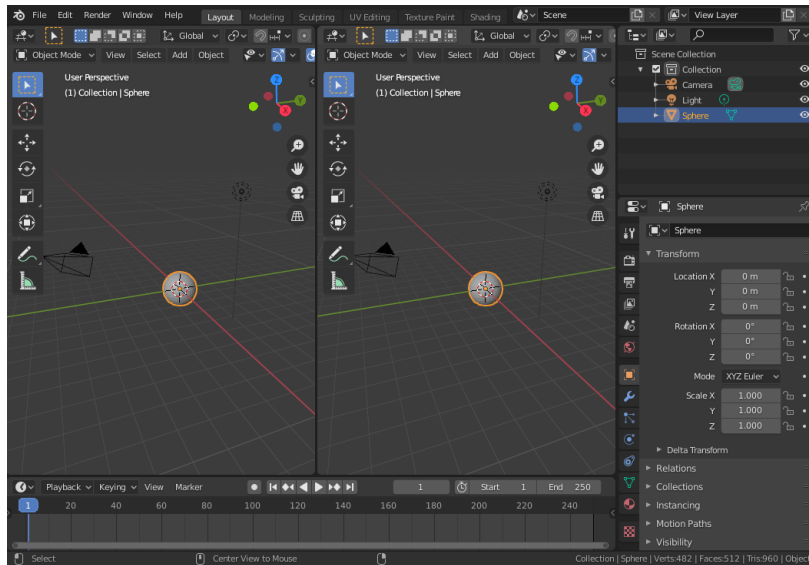 File Edit Render Window Help Layout Modeling Sculpting UV Editing Texture Paint Shading Scene View Layer
Global Global
Object Mode View Select Add Object Object Mode View Select Add Object
User Perspective
(1) Collection | Sphere
Z
Y
X
User Perspective
(1) Collection | Sphere
Z
Y
X
Scene Collection
Collection
Camera
Light
Sphere
Sphere
Sphere
Transform
Location X 0 m
Y 0 m
Z 0 m
Rotation X 0°
Y 0°
Z 0°
Mode XYZ Euler
Scale X 1.000
Y 1.000
Z 1.000
Delta Transform
Relations
Collections
Instancing
Motion Paths
Visibility
Playback Keying View Marker 1 Start 1 End 250
1 20 40 60 80 100 120 140 160 180 200 220 240
Select Center View to Mouse Collection | Sphere | Verts:482 | Faces:512 | Tris:960 | Object